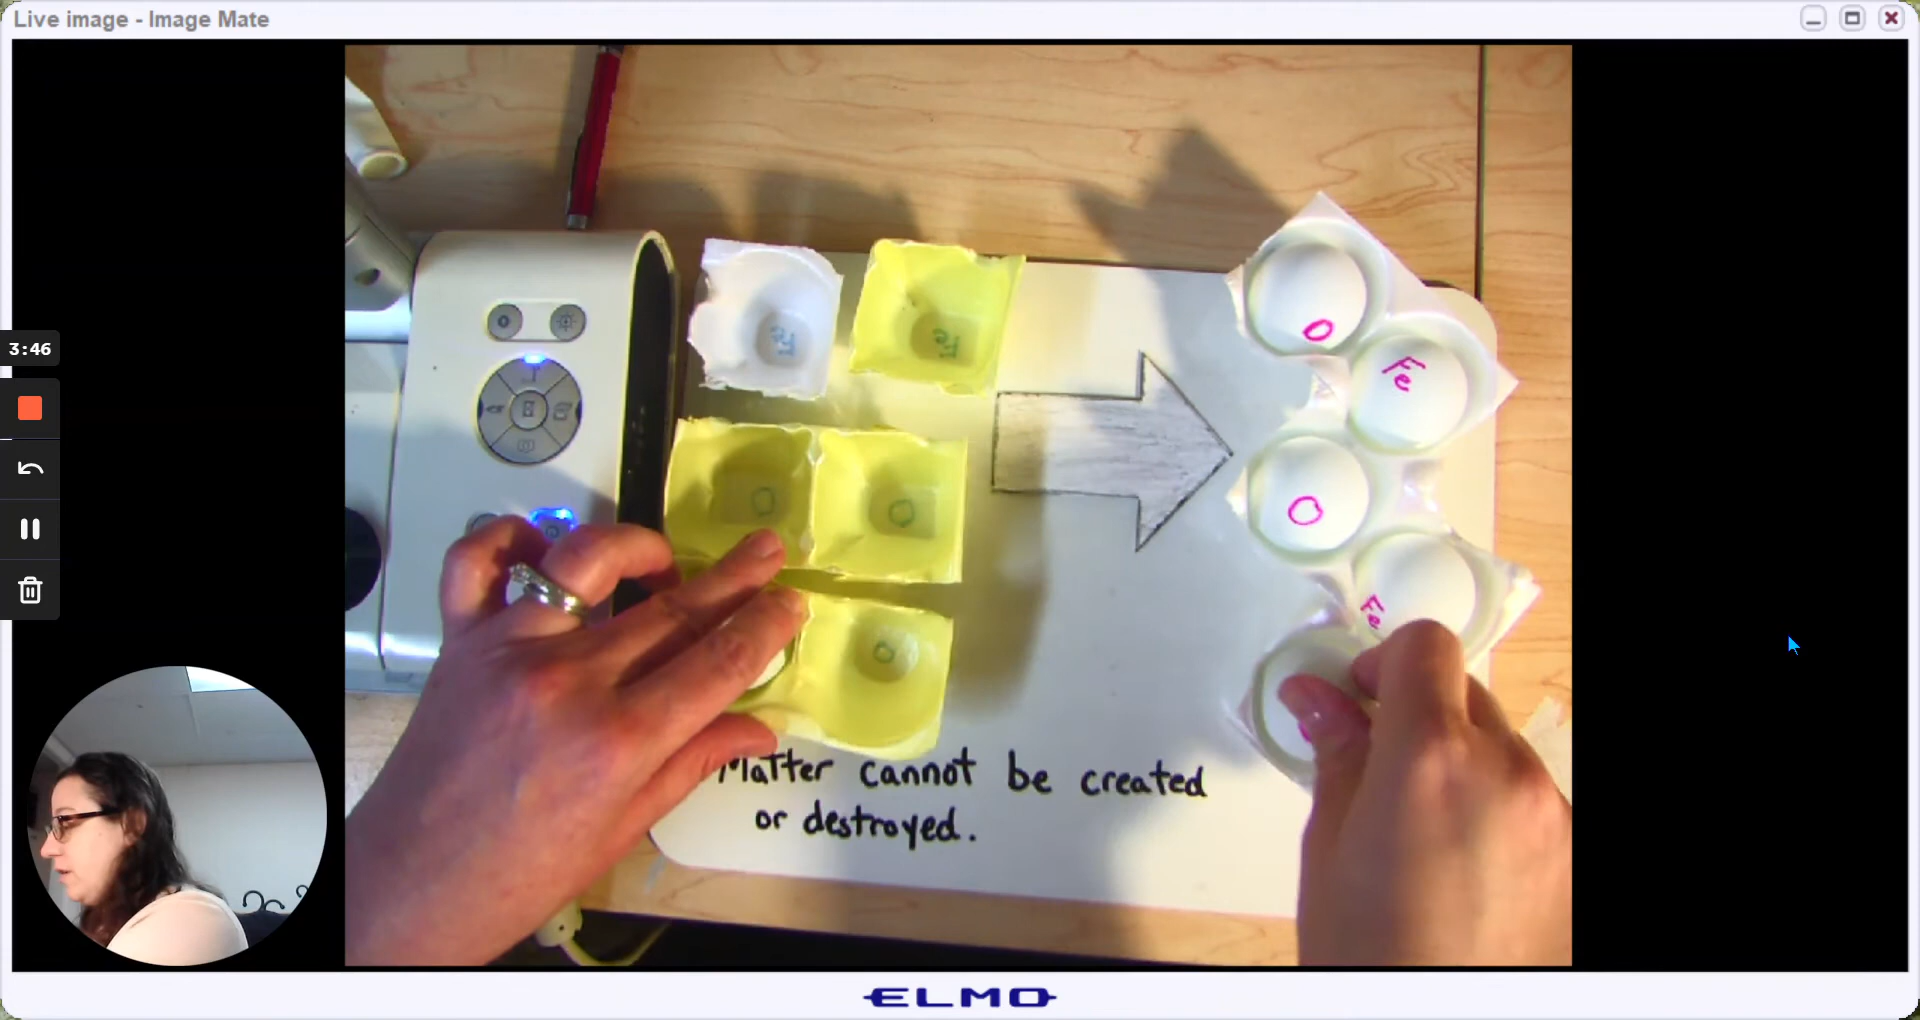 Live image - Image Mate
3:46
Fe
Fe
O
Fe
O
O
O
Fe
O
Matter cannot be created
or destroyed.
ELMO